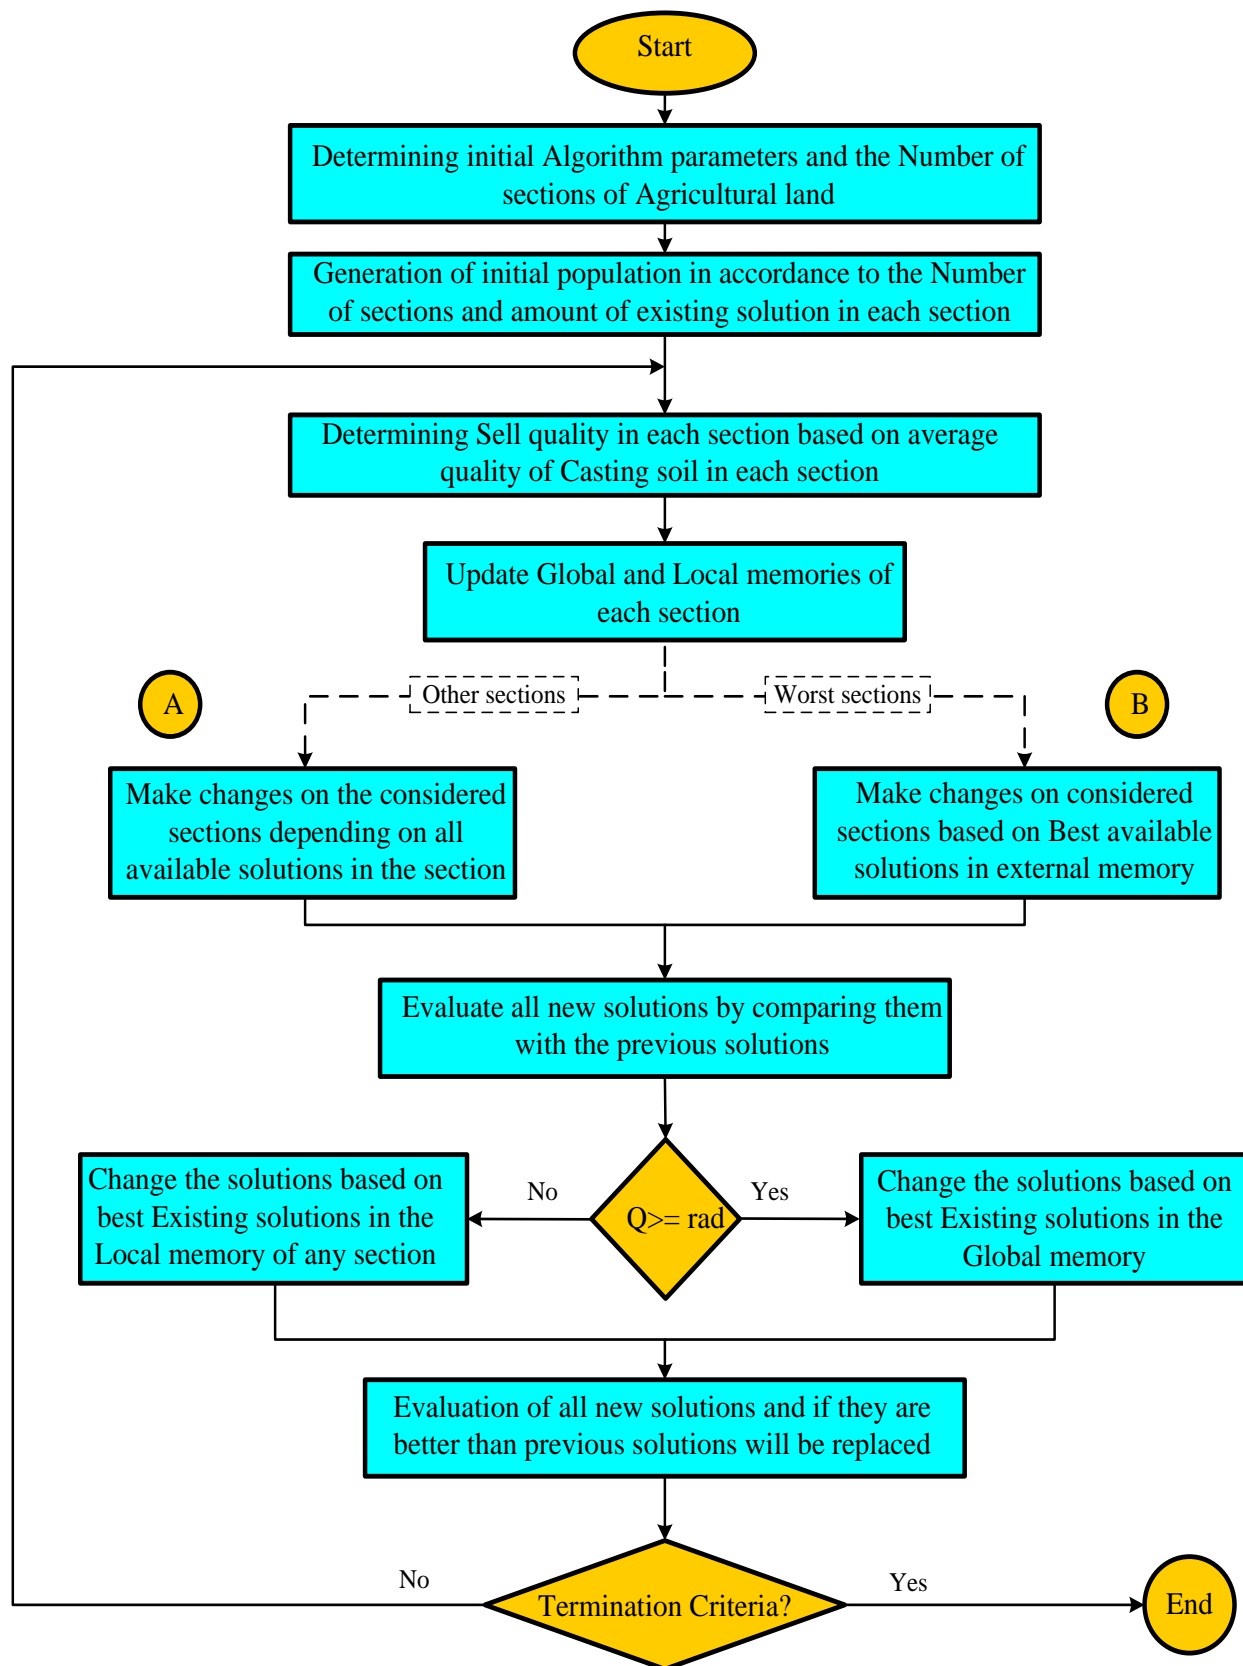 Start
Determining initial Algorithm parameters and the Number of
sections of Agricultural land
Generation of initial population in accordance to the Number
of sections and amount of existing solution in each section
Determining Sell quality in each section based on average
quality of Casting soil in each section
Update Global and Local memories of
each section
Other sections
Worst sections
A
B
Make changes on the considered
sections depending on all
available solutions in the section
Make changes on considered
sections based on Best available
solutions in external memory
Evaluate all new solutions by comparing them
with the previous solutions
No
Yes
Q>= rad
Change the solutions based on
best Existing solutions in the
Local memory of any section
Change the solutions based on
best Existing solutions in the
Global memory
Evaluation of all new solutions and if they are
better than previous solutions will be replaced
No
Yes
Termination Criteria?
End